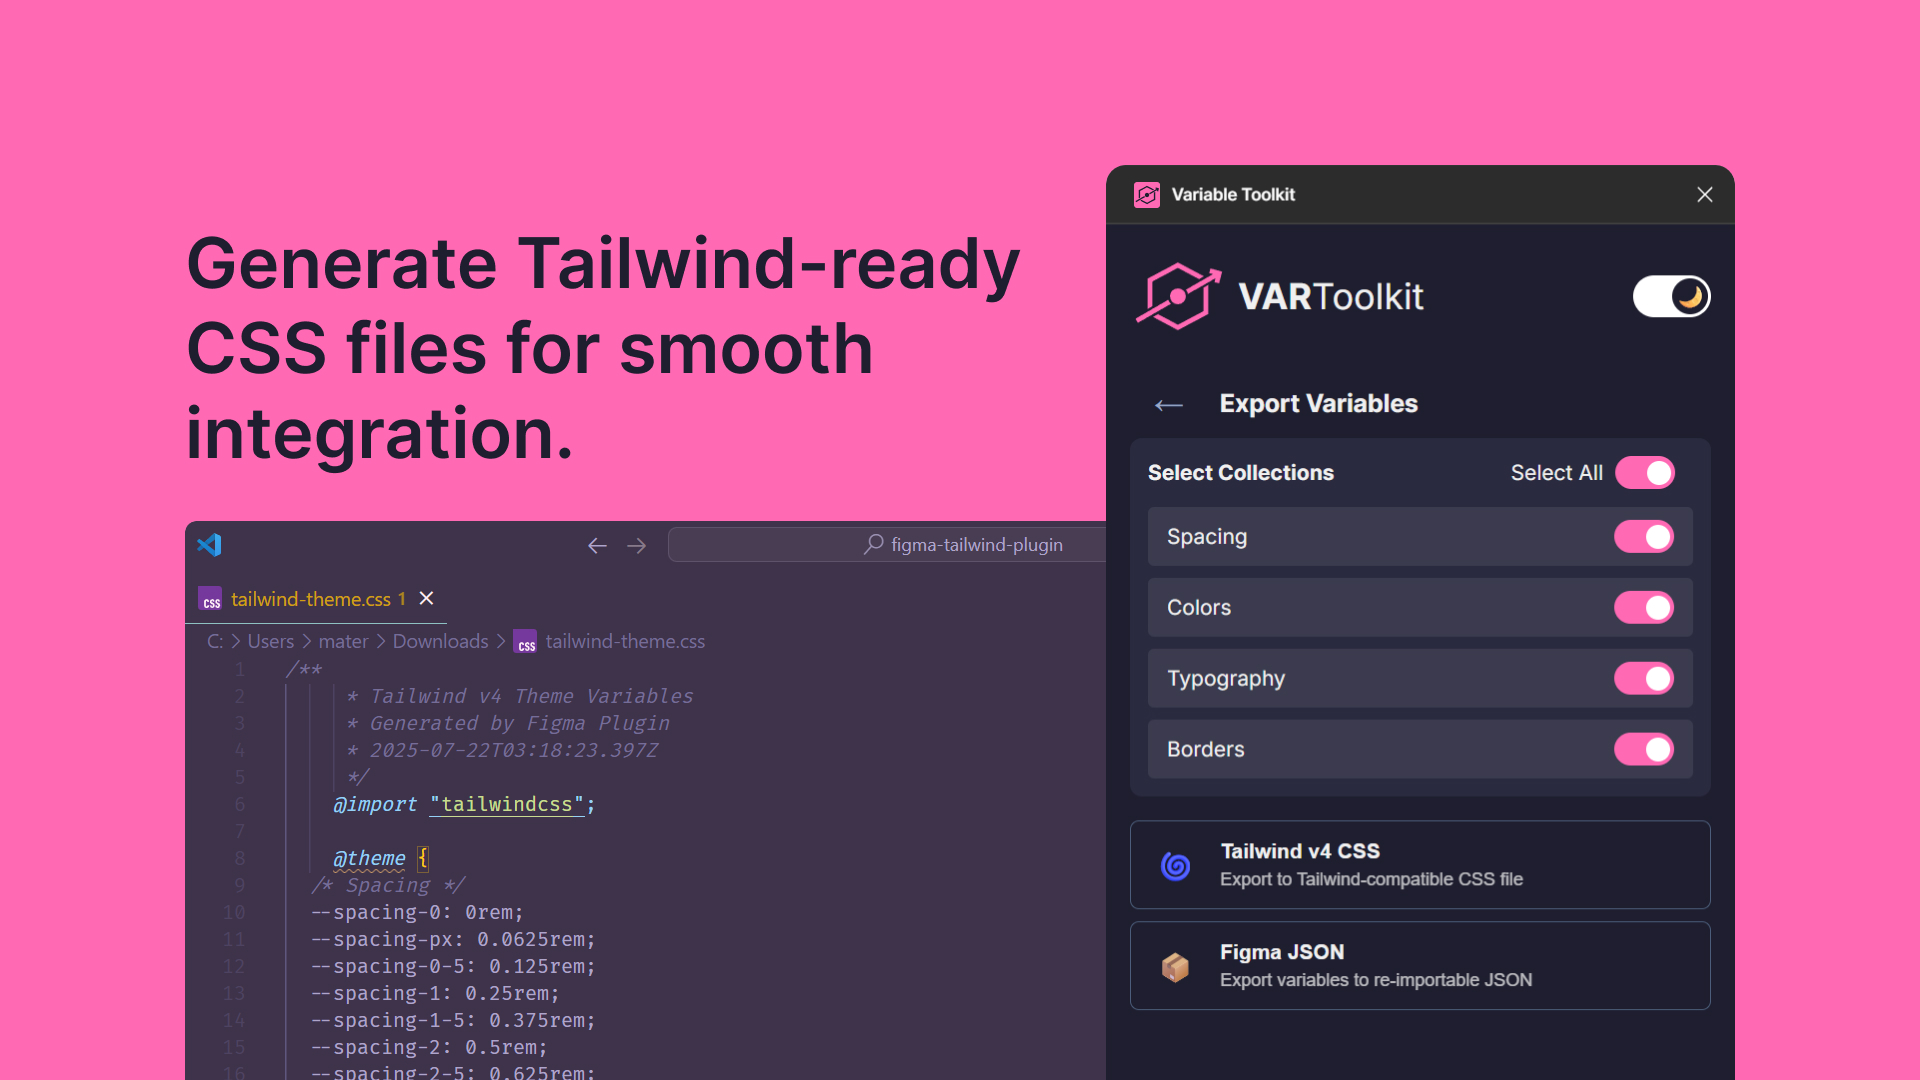 Generate Tailwind-ready
CSS files for smooth
integration.
figma-tailwind-plugin
CSS tailwind-theme.css 1
C: > Users > mater > Downloads > CSS tailwind-theme.css
1 /**
2 * Tailwind v4 Theme Variables
3 * Generated by Figma Plugin
4 * 2025-07-22T03:18:23.397Z
5 */
6 @import "tailwindcss";
7
8 @theme {
9 /* Spacing */
10 --spacing-0: 0rem;
11 --spacing-px: 0.0625rem;
12 --spacing-0-5: 0.125rem;
13 --spacing-1: 0.25rem;
14 --spacing-1-5: 0.375rem;
15 --spacing-2: 0.5rem;
16 --spacing-2-5: 0.625rem;
Variable Toolkit
VARToolkit
Export Variables
Select Collections Select All
Spacing
Colors
Typography
Borders
Tailwind v4 CSS
Export to Tailwind-compatible CSS file
Figma JSON
Export variables to re-importable JSON